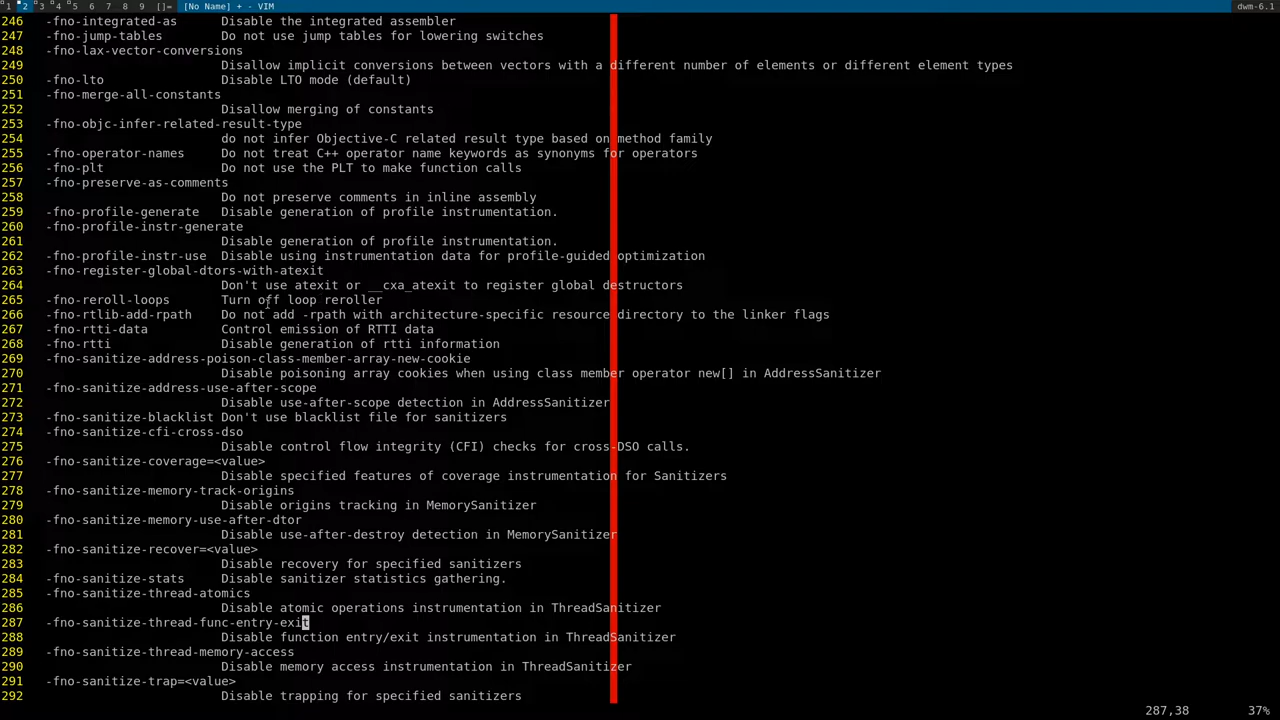 1 2 3 4 5 6 7 8 9 []= [No Name] + - VIM dwm-6.1
246 -fno-integrated-as Disable the integrated assembler
247 -fno-jump-tables Do not use jump tables for lowering switches
248 -fno-lax-vector-conversions
249 Disallow implicit conversions between vectors with a different number of elements or different element types
250 -fno-lto Disable LTO mode (default)
251 -fno-merge-all-constants
252 Disallow merging of constants
253 -fno-objc-infer-related-result-type
254 do not infer Objective-C related result type based on method family
255 -fno-operator-names Do not treat C++ operator name keywords as synonyms for operators
256 -fno-plt Do not use the PLT to make function calls
257 -fno-preserve-as-comments
258 Do not preserve comments in inline assembly
259 -fno-profile-generate Disable generation of profile instrumentation.
260 -fno-profile-instr-generate
261 Disable generation of profile instrumentation.
262 -fno-profile-instr-use Disable using instrumentation data for profile-guided optimization
263 -fno-register-global-dtors-with-atexit
264 Don't use atexit or __cxa_atexit to register global destructors
265 -fno-reroll-loops Turn off loop reroller
266 -fno-rtlib-add-rpath Do not add -rpath with architecture-specific resource directory to the linker flags
267 -fno-rtti-data Control emission of RTTI data
268 -fno-rtti Disable generation of rtti information
269 -fno-sanitize-address-poison-class-member-array-new-cookie
270 Disable poisoning array cookies when using class member operator new[] in AddressSanitizer
271 -fno-sanitize-address-use-after-scope
272 Disable use-after-scope detection in AddressSanitizer
273 -fno-sanitize-blacklist Don't use blacklist file for sanitizers
274 -fno-sanitize-cfi-cross-dso
275 Disable control flow integrity (CFI) checks for cross-DSO calls.
276 -fno-sanitize-coverage=<value>
277 Disable specified features of coverage instrumentation for Sanitizers
278 -fno-sanitize-memory-track-origins
279 Disable origins tracking in MemorySanitizer
280 -fno-sanitize-memory-use-after-dtor
281 Disable use-after-destroy detection in MemorySanitizer
282 -fno-sanitize-recover=<value>
283 Disable recovery for specified sanitizers
284 -fno-sanitize-stats Disable sanitizer statistics gathering.
285 -fno-sanitize-thread-atomics
286 Disable atomic operations instrumentation in ThreadSanitizer
287 -fno-sanitize-thread-func-entry-exit
288 Disable function entry/exit instrumentation in ThreadSanitizer
289 -fno-sanitize-thread-memory-access
290 Disable memory access instrumentation in ThreadSanitizer
291 -fno-sanitize-trap=<value>
292 Disable trapping for specified sanitizers
287,38 37%